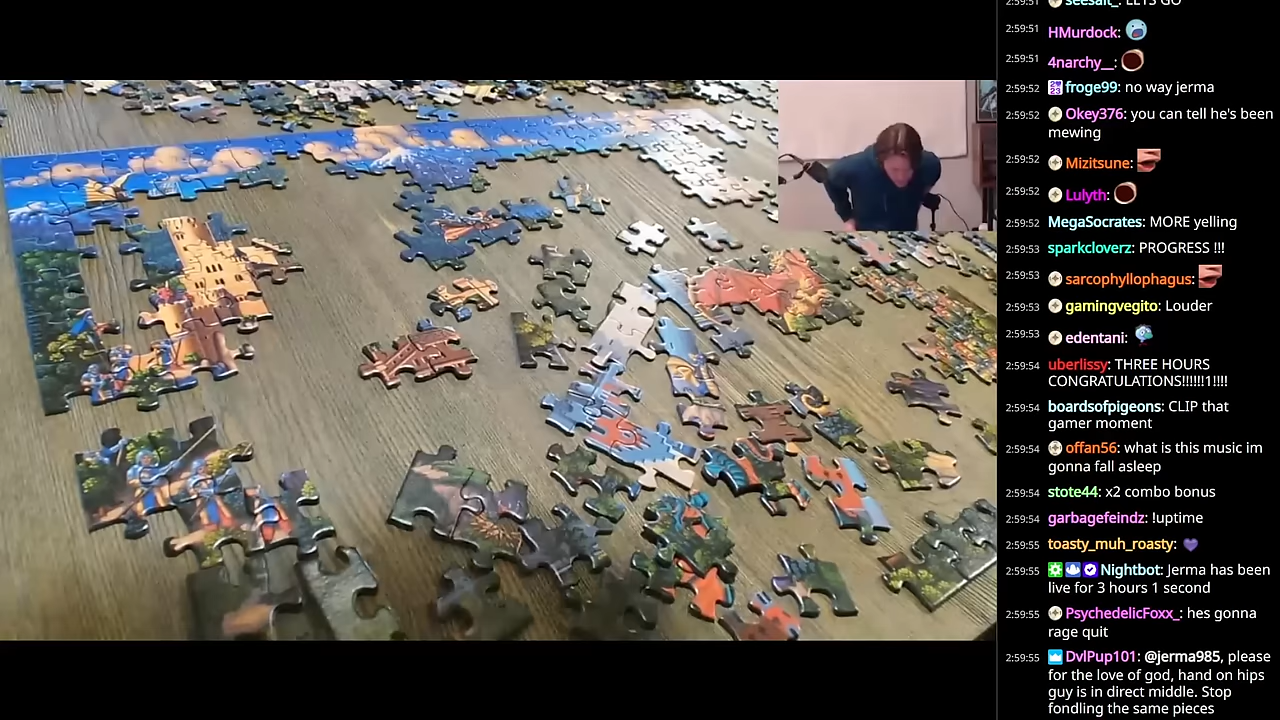 2:59:51 seesalt_: LETS GO
2:59:51 HMurdock:
2:59:51 4narchy__:
2:59:52 froge99: no way jerma
2:59:52 Okey376: you can tell he's been
mewing
2:59:52 Mizitsune:
2:59:52 Lulyth:
2:59:52 MegaSocrates: MORE yelling
2:59:53 sparkcloverz: PROGRESS !!!
2:59:53 sarcophyllophagus:
2:59:53 gamingvegito: Louder
2:59:53 edentani:
2:59:54 uberlissy: THREE HOURS
CONGRATULATIONS!!!!!!1!!!!
2:59:54 boardsofpigeons: CLIP that
gamer moment
2:59:54 offan56: what is this music im
gonna fall asleep
2:59:54 stote44: x2 combo bonus
2:59:54 garbagefeindz: !uptime
2:59:55 toasty_muh_roasty:
2:59:55 Nightbot: Jerma has been
live for 3 hours 1 second
2:59:55 PsychedelicFoxx_: hes gonna
rage quit
2:59:55 DvlPup101: @jerma985, please
for the love of god, hand on hips
guy is in direct middle. Stop
fondling the same pieces